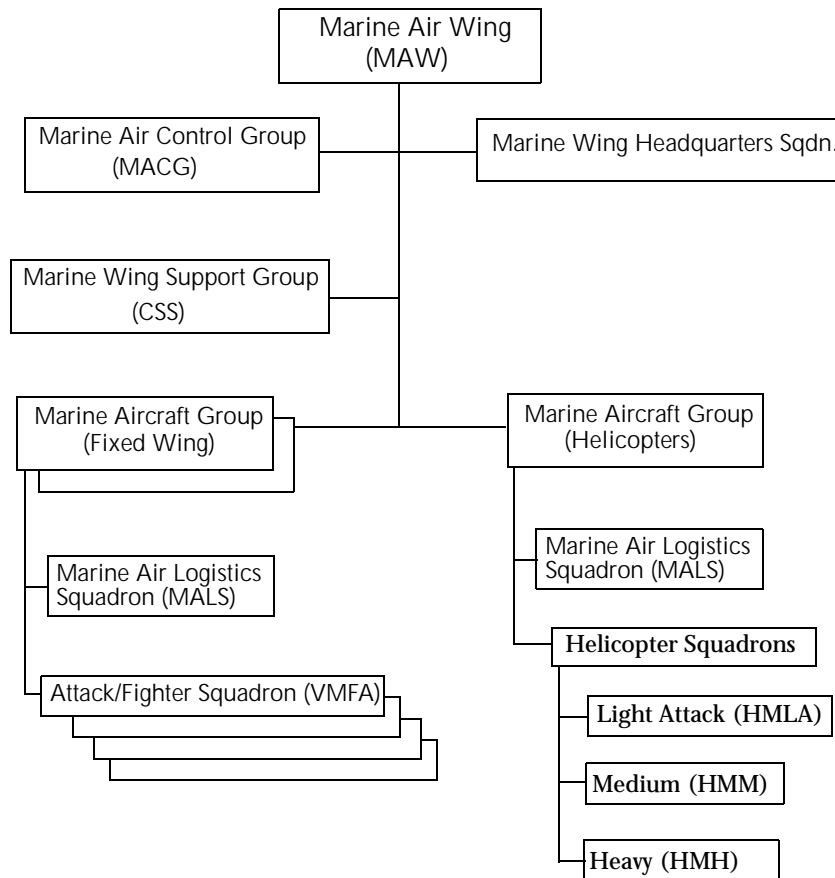 Marine Air Wing
(MAW)
Marine Air Control Group
(MACG)
Marine Wing Headquarters Sqdn.
Marine Wing Support Group
(CSS)
Marine Aircraft Group
(Fixed Wing)
Marine Aircraft Group
(Helicopters)
Marine Air Logistics
Squadron (MALS)
Marine Air Logistics
Squadron (MALS)
Helicopter Squadrons
Attack/Fighter Squadron (VMFA)
Light Attack (HMLA)
Medium (HMM)
Heavy (HMH)